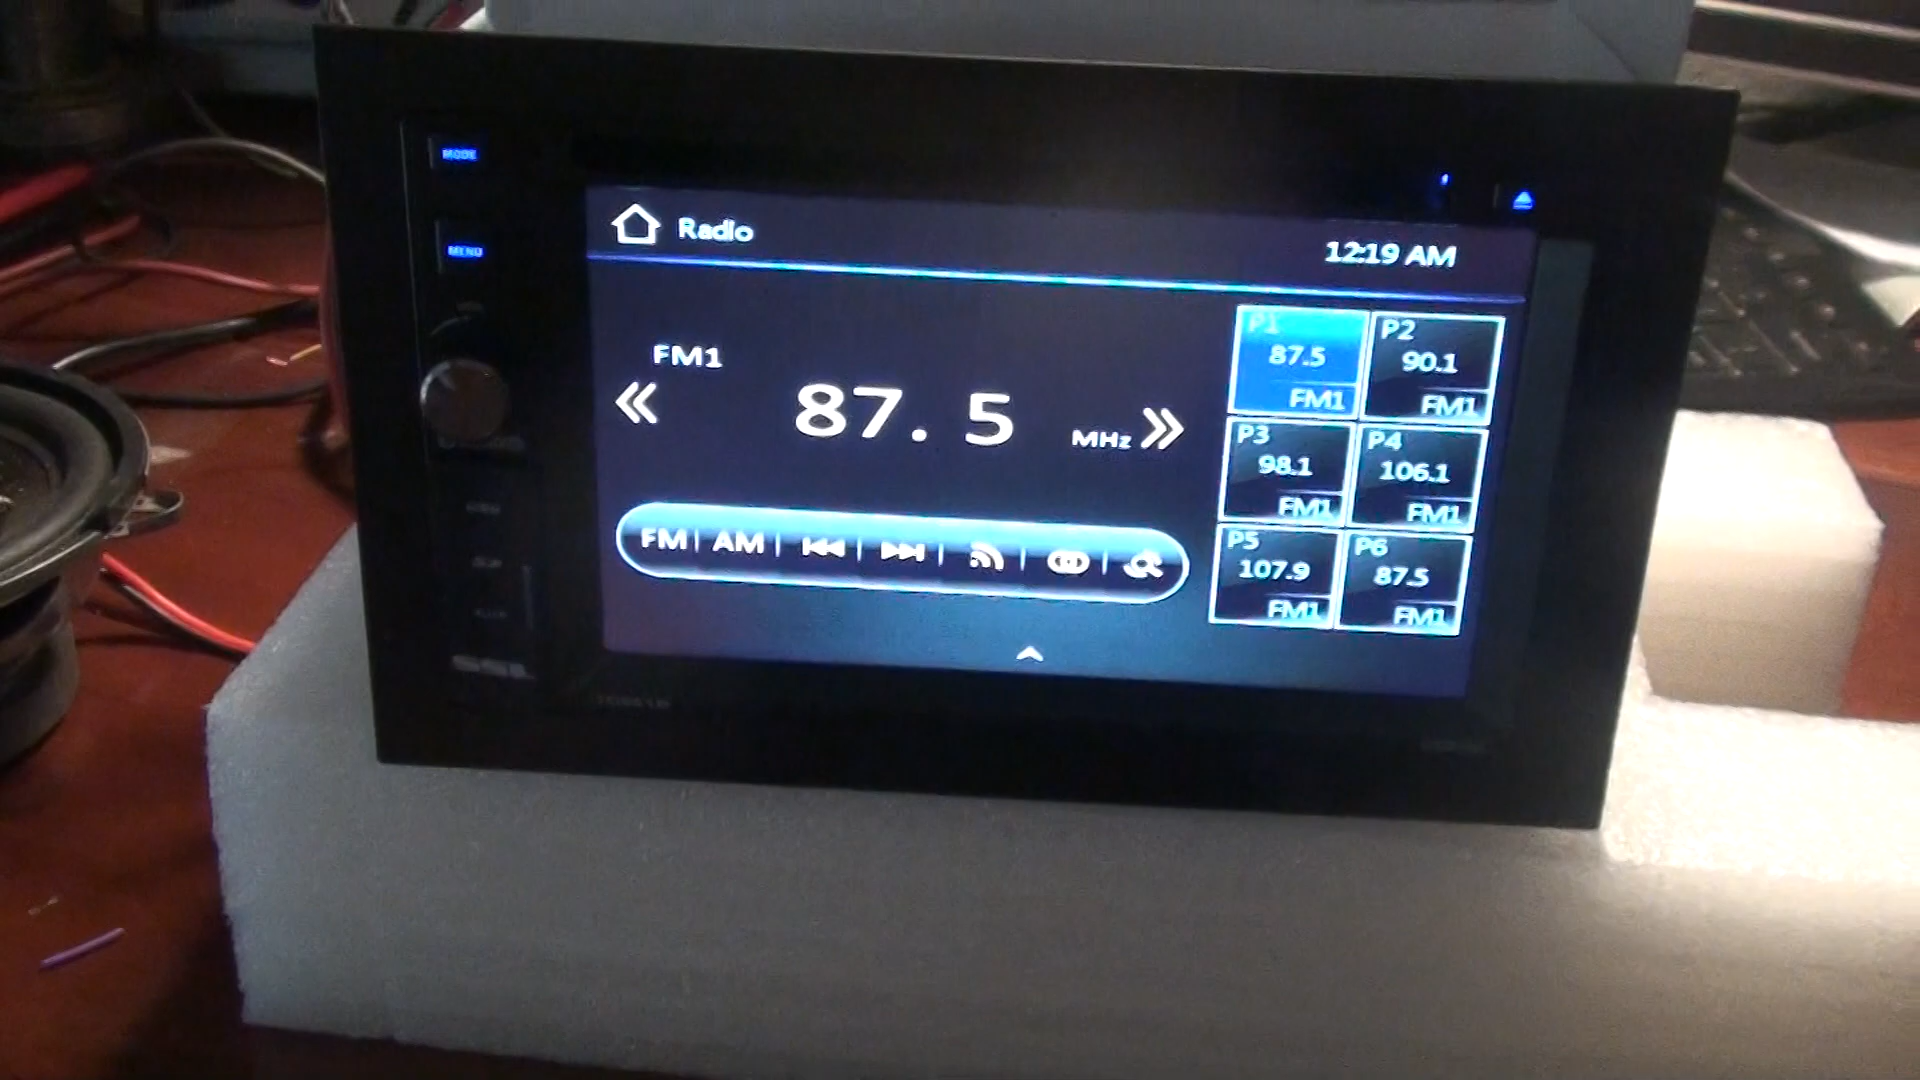 MODE
MENU
Radio
12:19 AM
FM1
87. 5
MHz
P1
87.5
FM1
P2
90.1
FM1
P3
98.1
FM1
P4
106.1
FM1
P5
107.9
FM1
P6
87.5
FM1
FM
AM
SSL